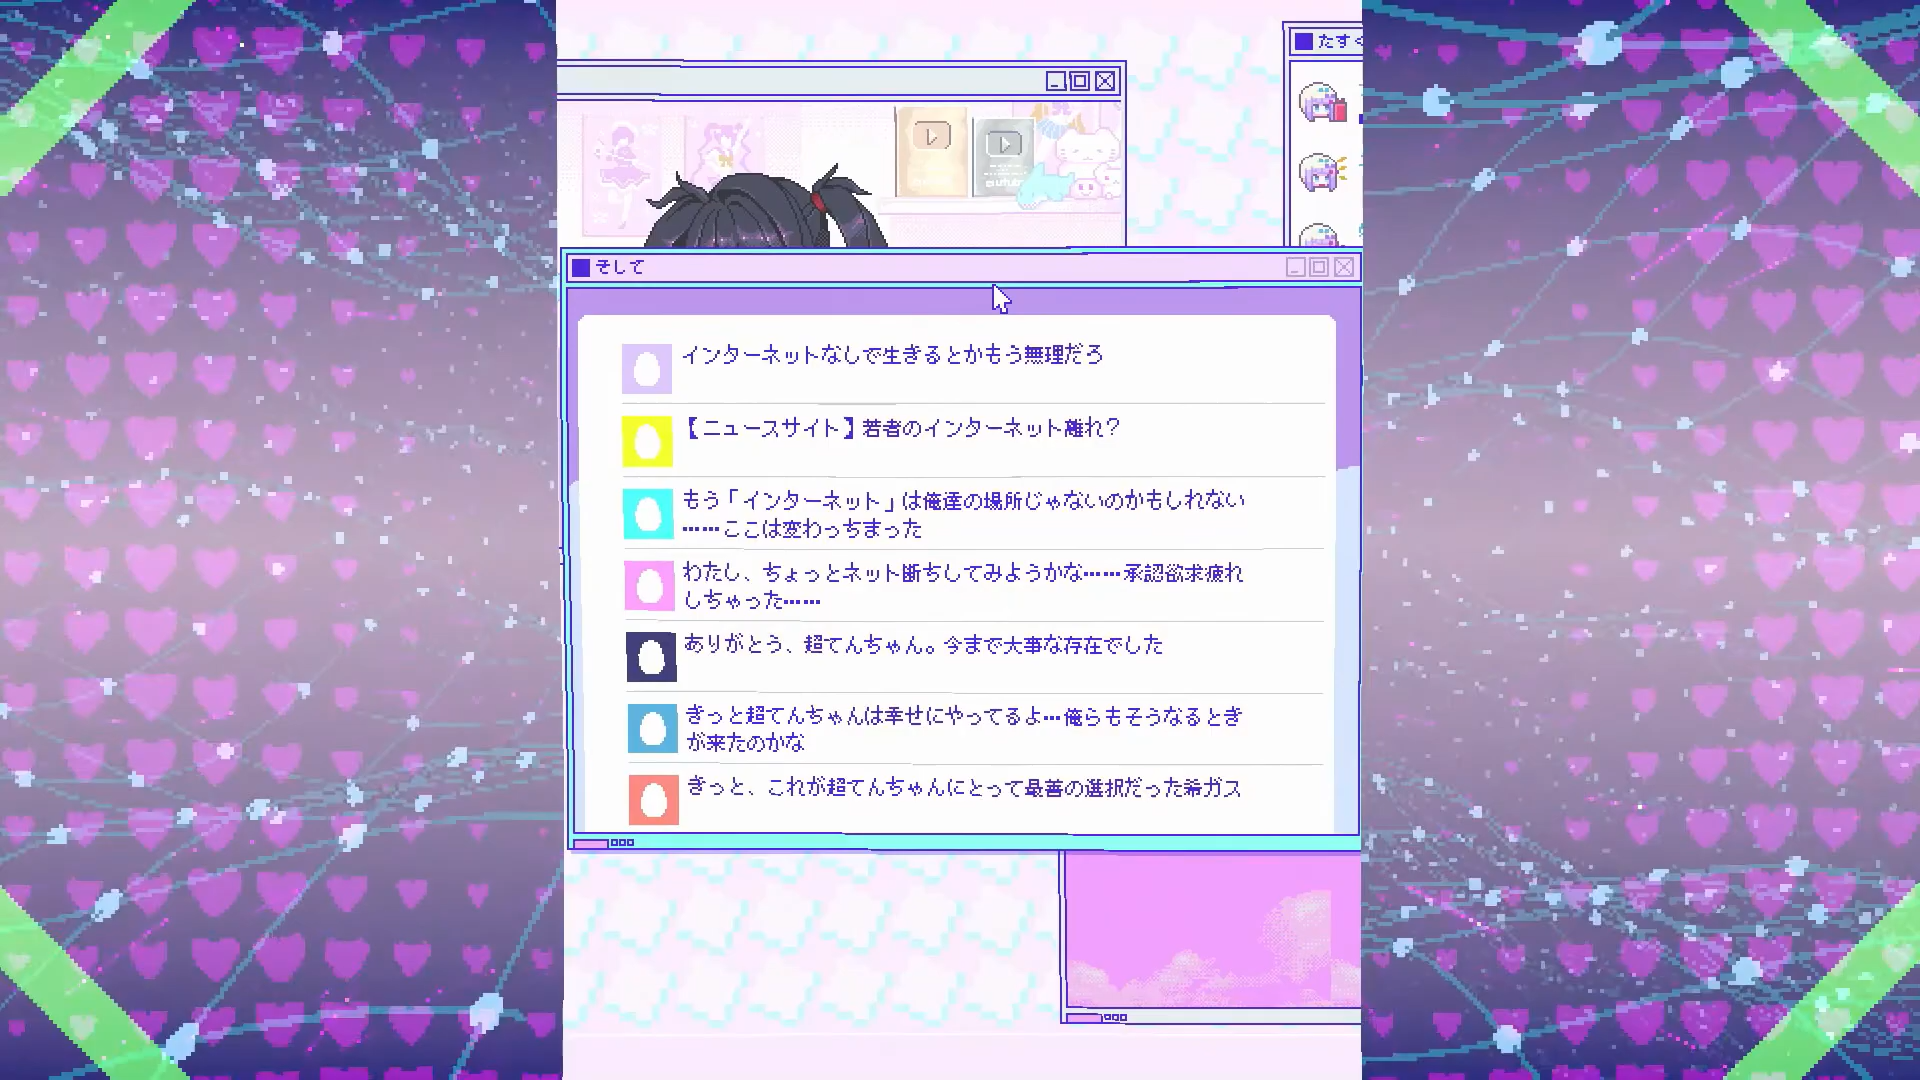 たすく
そして
インターネットなしで生きるとかもう無理だろ
【ニュースサイト】若者のインターネット離れ?
もう「インターネット」は俺達の場所じゃないのかもしれない
……ここは変わっちまった
わたし、ちょっとネット断ちしてみようかな……承認欲求疲れ
しちゃった……
ありがとう、超てんちゃん。今まで大事な存在でした
きっと超てんちゃんは幸せにやってるよ…俺らもそうなるとき
が来たのかな
きっと、これが超てんちゃんにとって最善の選択だった希ガス